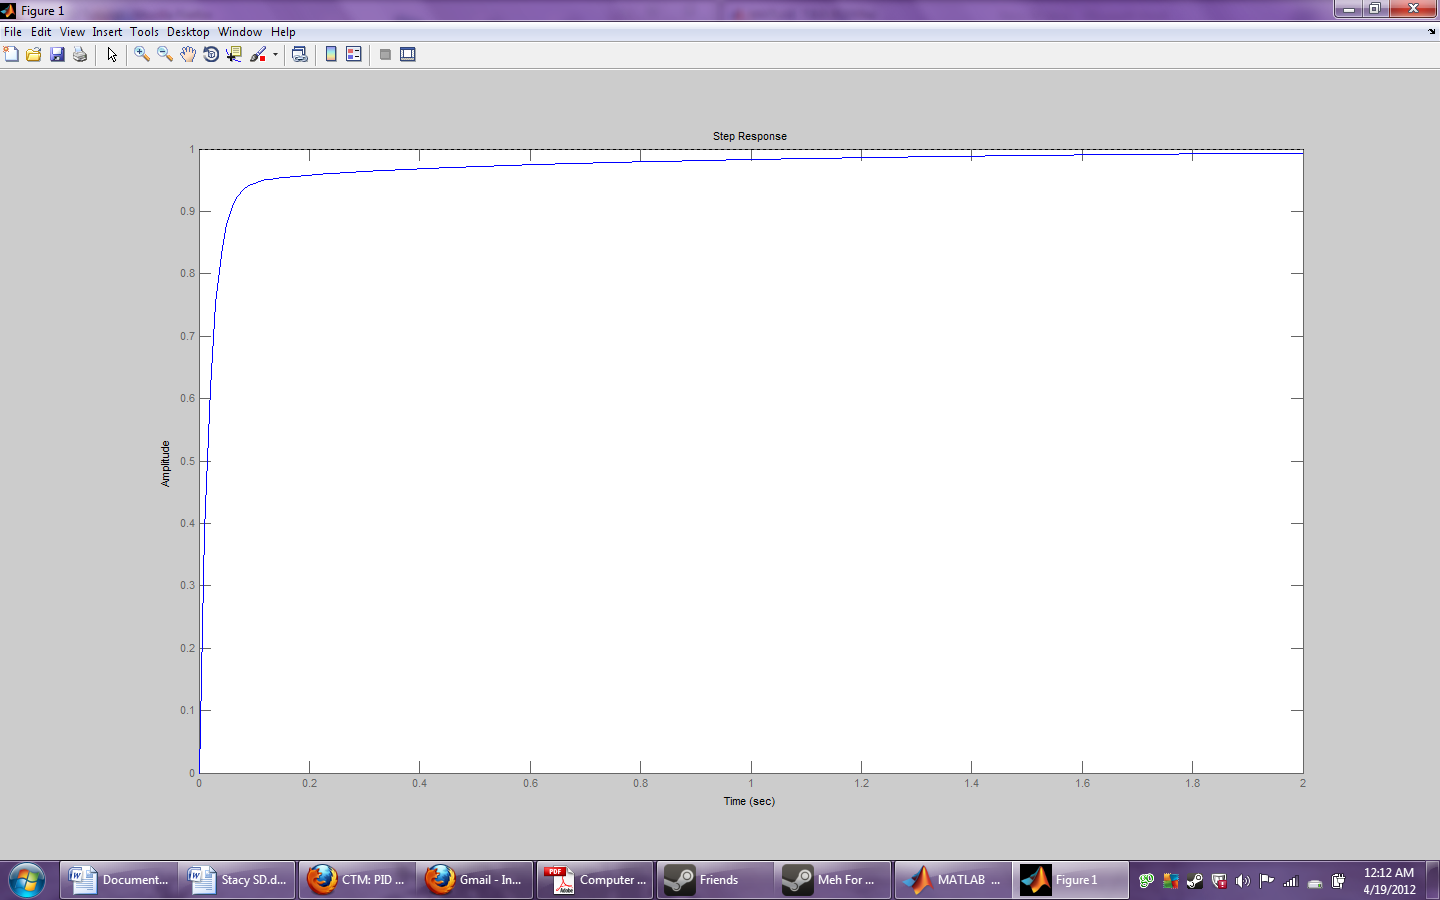 Figure 1
File Edit View Insert Tools Desktop Window Help
Step Response
1
0.9
0.8
0.7
0.6
0.5
0.4
0.3
0.2
0.1
0
Amplitude
0 0.2 0.4 0.6 0.8 1 1.2 1.4 1.6 1.8 2
Time (sec)
Document... Stacy SD.d... CTM: PID ... Gmail - In... PDF Adobe Computer ... Friends Meh For ... MATLAB ... Figure 1
12:12 AM
4/19/2012